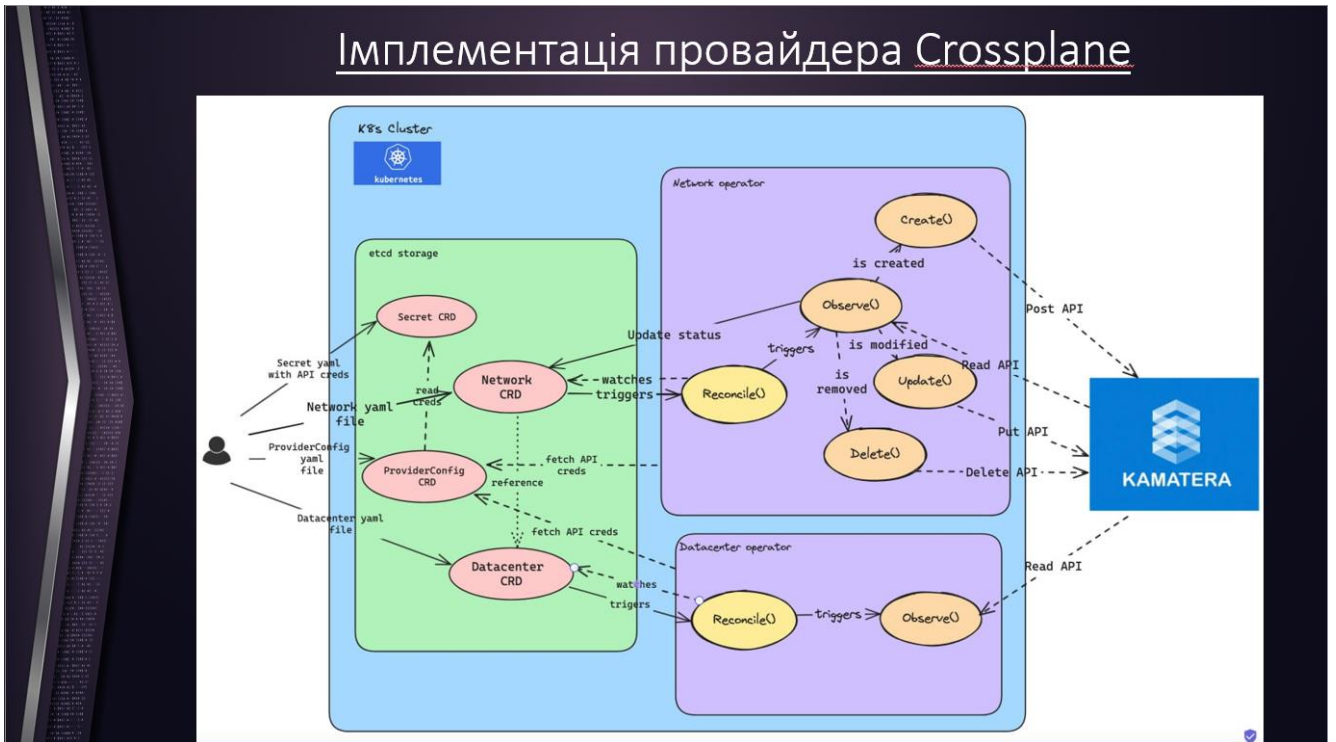 Імплементація провайдера Crossplane
K8s Cluster
kubernetes
etcd storage
Secret CRD
Secret yaml
with API creds
Network
CRD
read
creds
Network yaml
file
ProviderConfig
yaml
file
ProviderConfig
CRD
reference
Datacenter yaml
file
Datacenter
CRD
Update status
watches
triggers
fetch API
creds
fetch API creds
watches
trigers
Network operator
Create()
is created
Observe()
triggers
is modified
is
removed
Reconcile()
Update()
Delete()
Datacenter operator
Reconcile()
triggers
Observe()
Post API
Read API
Put API
Delete API
Read API
KAMATERA